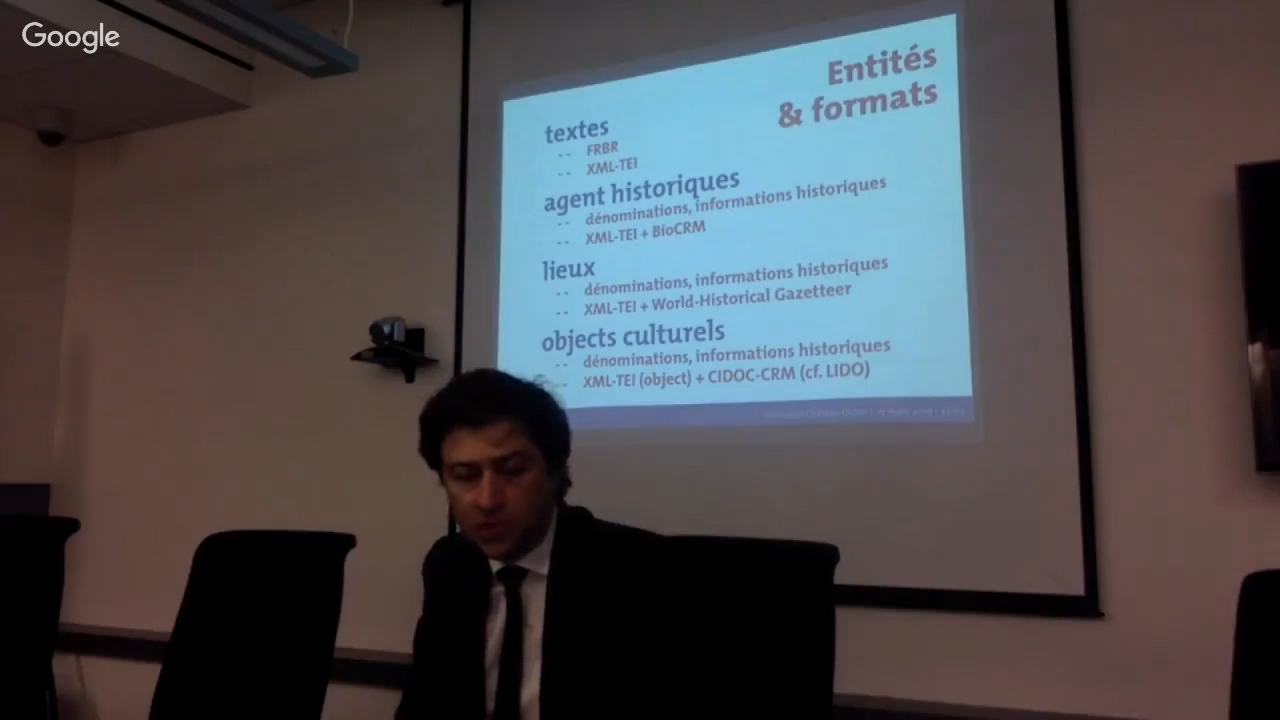 Google
Entités
& formats
textes
-- FRBR
-- XML-TEI
agent historiques
-- dénominations, informations historiques
-- XML-TEI + BioCRM
lieux
-- dénominations, informations historiques
-- XML-TEI + World-Historical Gazetteer
objects culturels
-- dénominations, informations historiques
-- XML-TEI (object) + CIDOC-CRM (cf. LIDO)